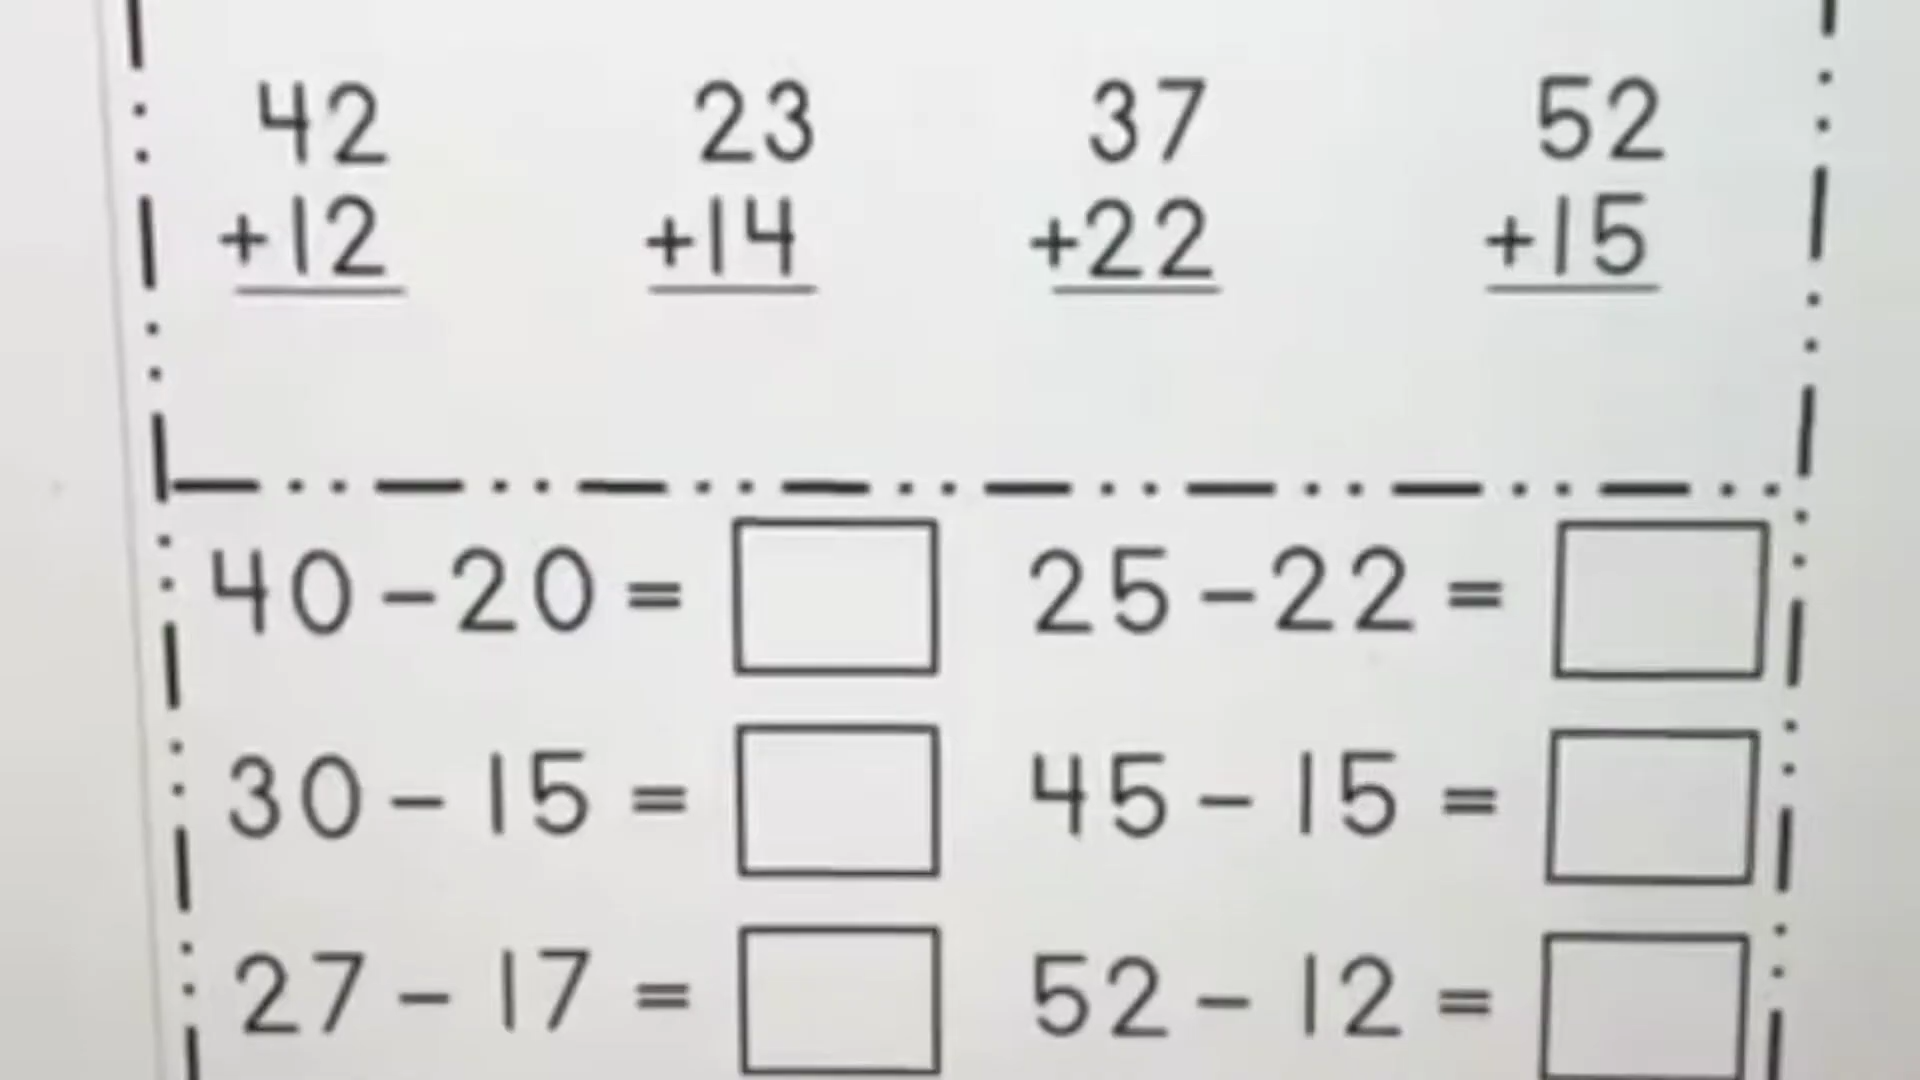 42 23 37 52
+12 +14 +22 +15
40 - 20 = 25 - 22 =
30 - 15 = 45 - 15 =
27 - 17 = 52 - 12 =